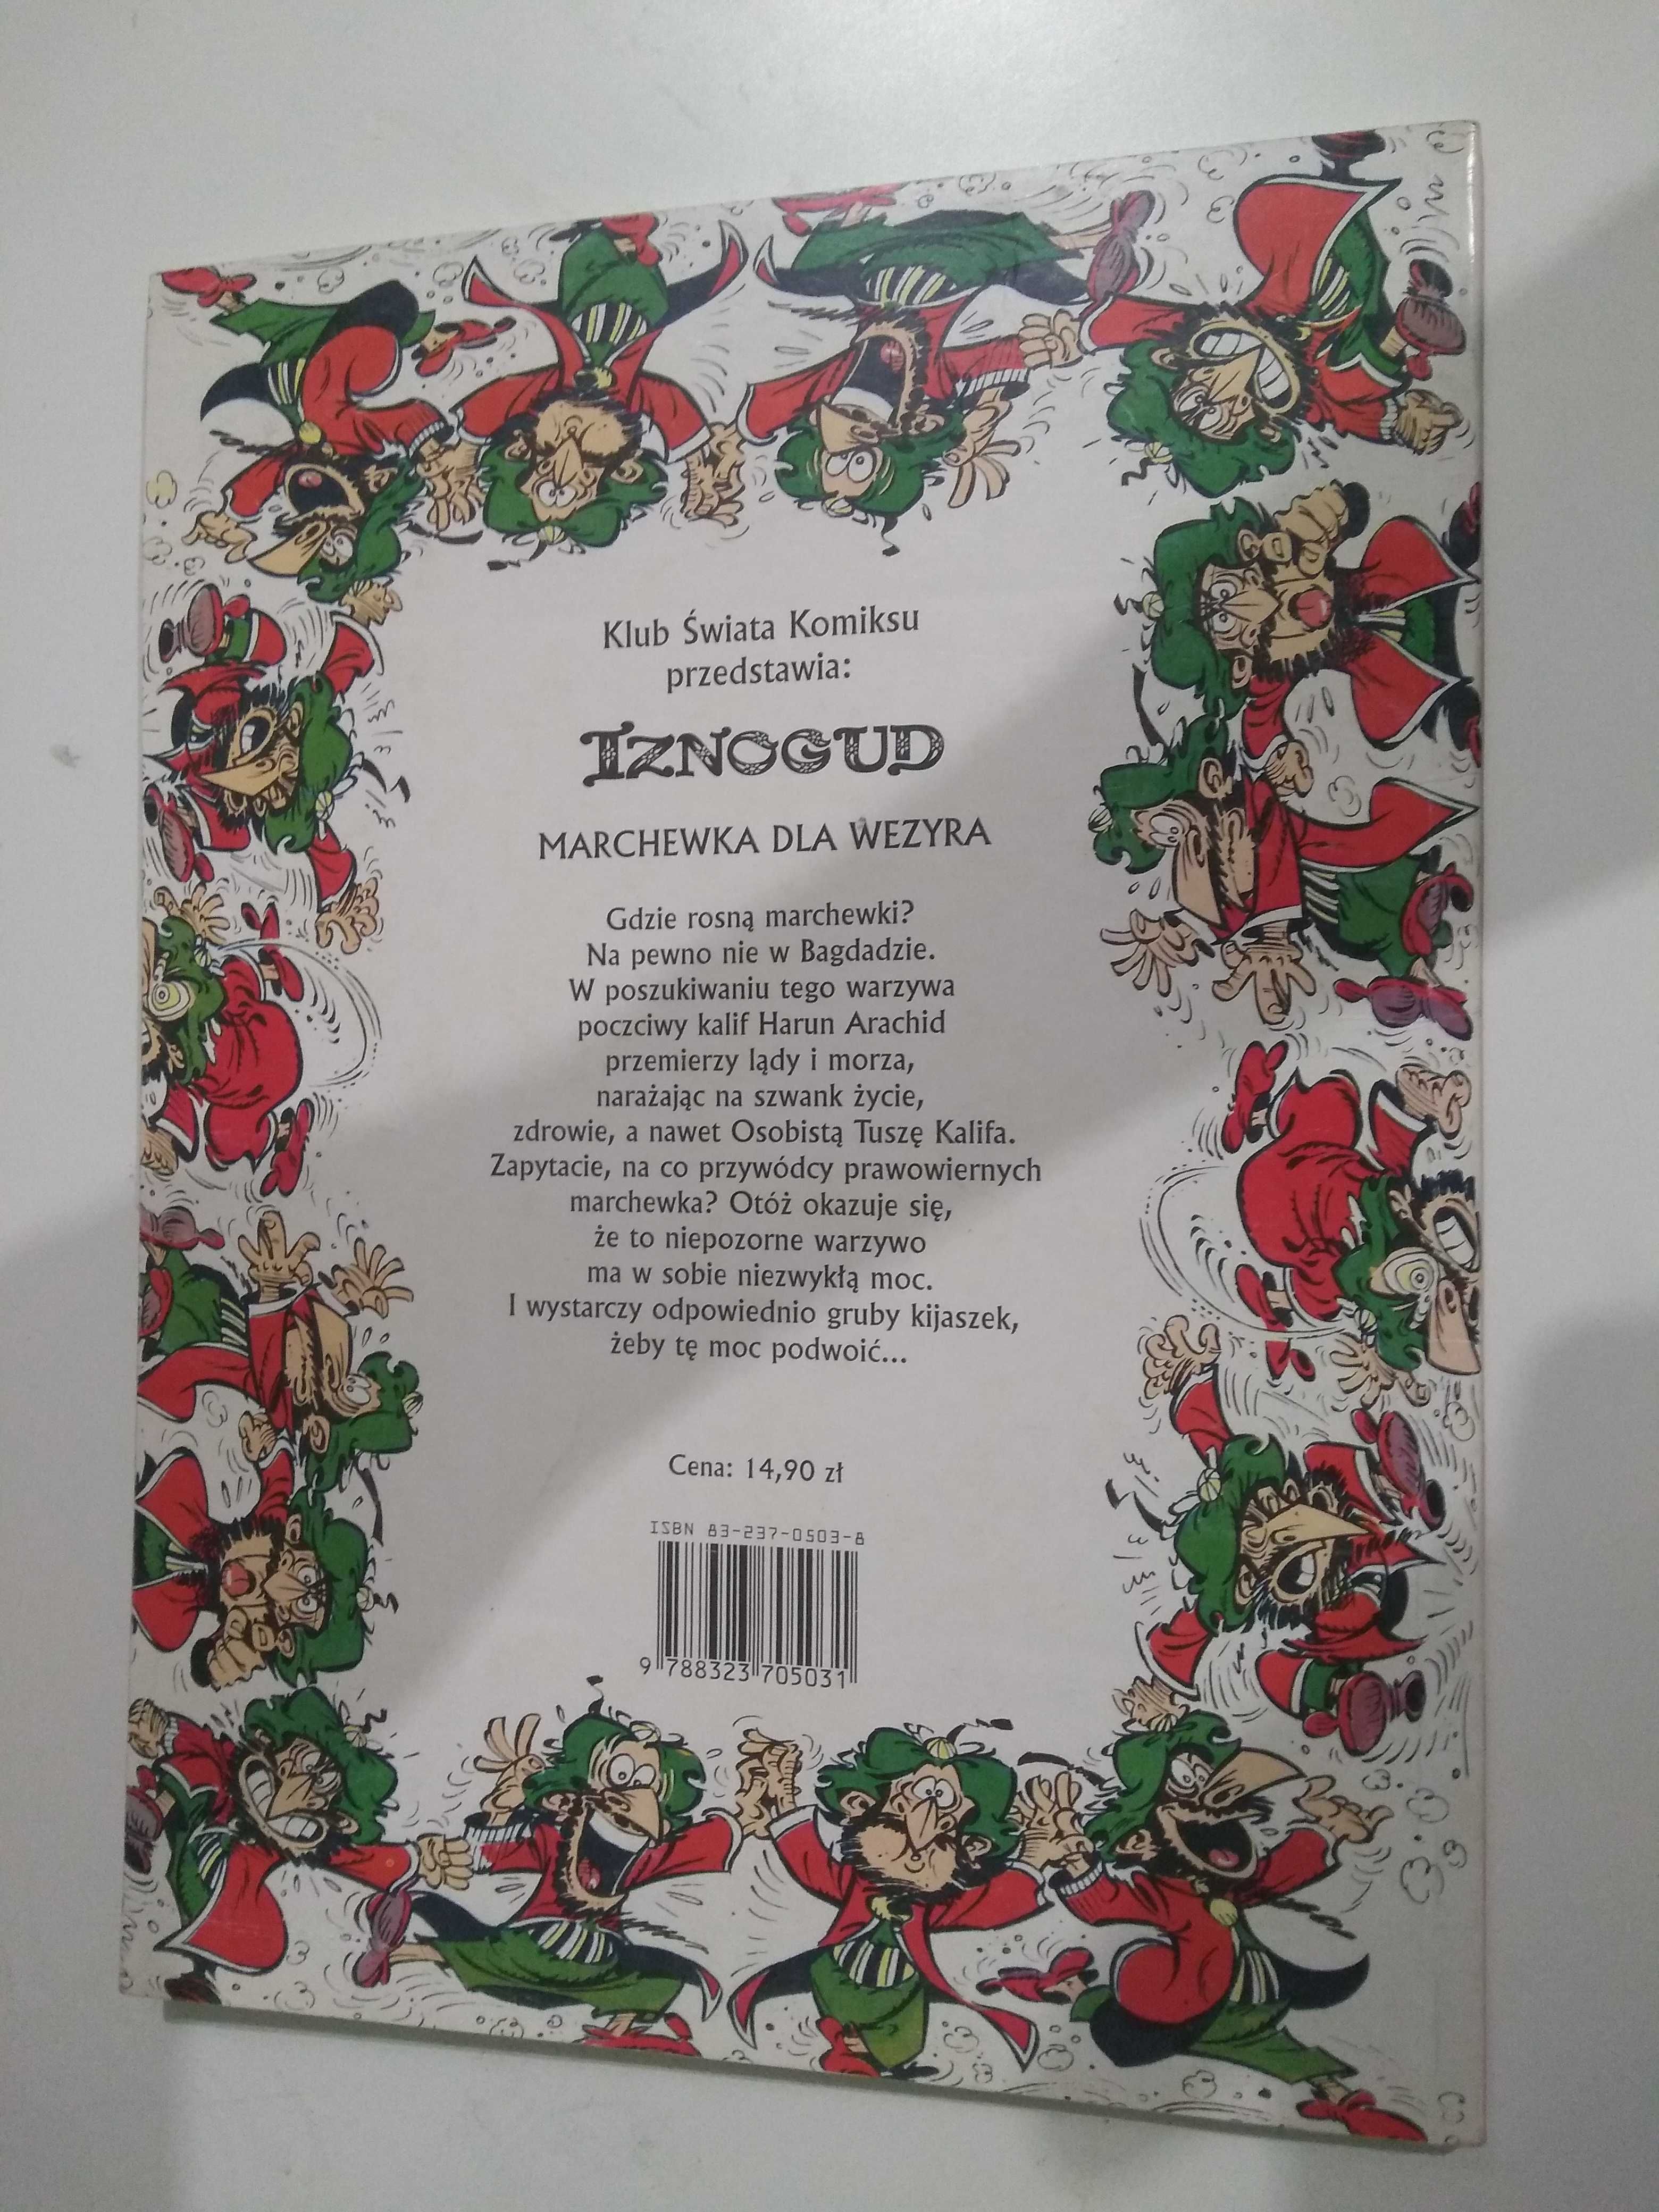 Klub Świata Komiksu
przedstawia:
IZNOGUD
MARCHEWKA DLA WEZYRA
Gdzie rosną marchewki?
Na pewno nie w Bagdadzie.
W poszukiwaniu tego warzywa
poczciwy kalif Harun Arachid
przemierzy lądy i morza,
narażając na szwank życie,
zdrowie, a nawet Osobistą Tuszę Kalifa.
Zapytacie, na co przywódcy prawowiernych
marchewka? Otóż okazuje się,
że to niepozorne warzywo
ma w sobie niezwykłą moc.
I wystarczy odpowiednio gruby kijaszek,
żeby tę moc podwoić...
Cena: 14,90 zł
ISBN 83-237-0503-8
9 788323 705031